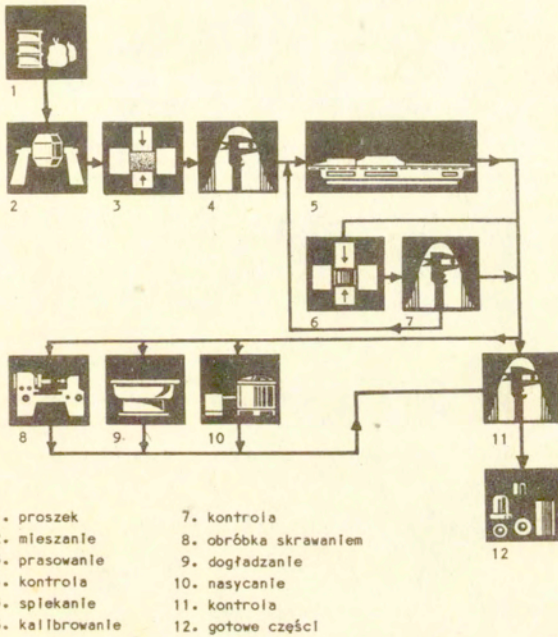 1
2
3
4
5
6
7
8
9
10
11
12
. proszek
. mieszanie
. prasowanie
. kontrola
. spiekanie
. kalibrowanie
7. kontrola
8. obróbka skrawaniem
9. dogładzanie
10. nasycanie
11. kontrola
12. gotowe części